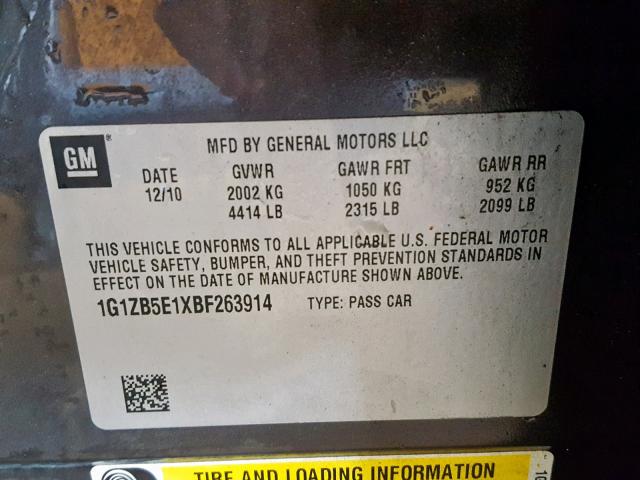 GM ®
MFD BY GENERAL MOTORS LLC
DATE GVWR GAWR FRT GAWR RR
12/10 2002 KG 1050 KG 952 KG
4414 LB 2315 LB 2099 LB
THIS VEHICLE CONFORMS TO ALL APPLICABLE U.S. FEDERAL MOTOR
VEHICLE SAFETY, BUMPER, AND THEFT PREVENTION STANDARDS IN
EFFECT ON THE DATE OF MANUFACTURE SHOWN ABOVE.
1G1ZB5E1XBF263914 TYPE: PASS CAR
TIRE AND LOADING INFORMATION